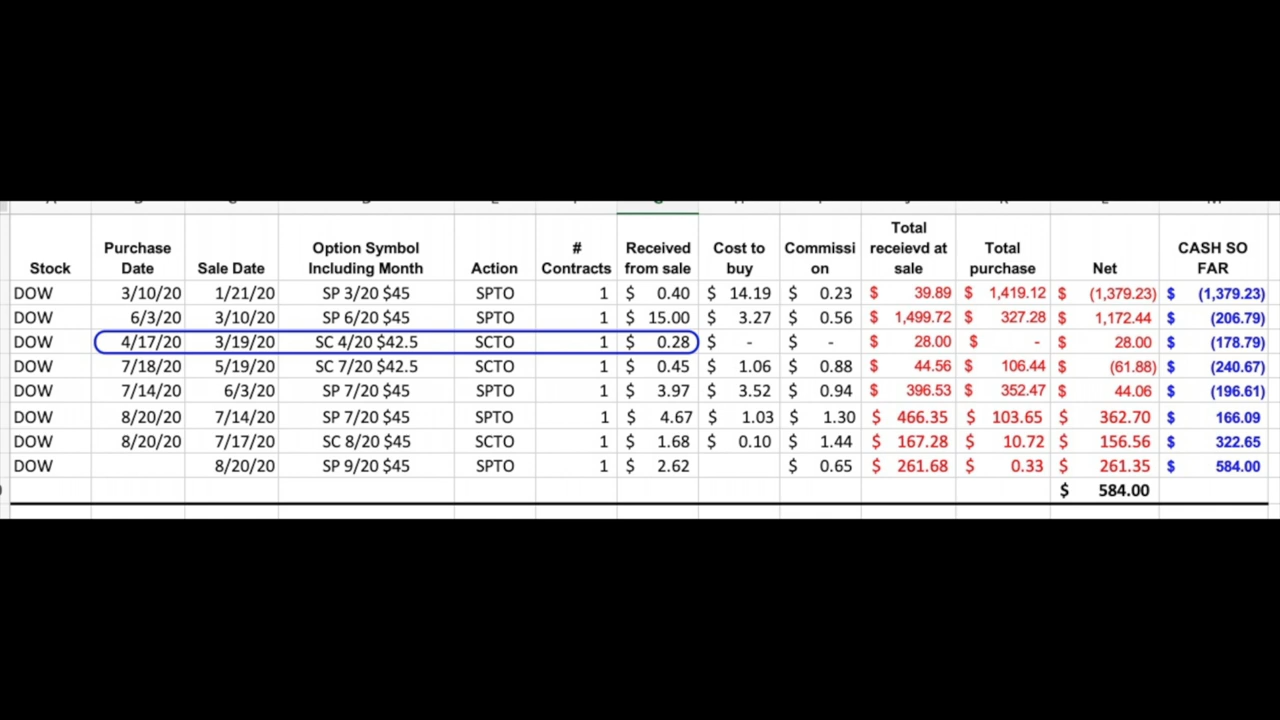 Total
Purchase Option Symbol # Received Cost to Commissi receievd at Total CASH SO
Stock Date Sale Date Including Month Action Contracts from sale buy on sale purchase Net FAR
DOW 3/10/20 1/21/20 SP 3/20 $45 SPTO 1 $ 0.40 $ 14.19 $ 0.23 $ 39.89 $ 1,419.12 $ (1,379.23) $ (1,379.23)
DOW 6/3/20 3/10/20 SP 6/20 $45 SPTO 1 $ 15.00 $ 3.27 $ 0.56 $ 1,499.72 $ 327.28 $ 1,172.44 $ (206.79)
DOW 4/17/20 3/19/20 SC 4/20 $42.5 SCTO 1 $ 0.28 $ - $ - $ 28.00 $ - $ 28.00 $ (178.79)
DOW 7/18/20 5/19/20 SC 7/20 $42.5 SCTO 1 $ 0.45 $ 1.06 $ 0.88 $ 44.56 $ 106.44 $ (61.88) $ (240.67)
DOW 7/14/20 6/3/20 SP 7/20 $45 SPTO 1 $ 3.97 $ 3.52 $ 0.94 $ 396.53 $ 352.47 $ 44.06 $ (196.61)
DOW 8/20/20 7/14/20 SP 7/20 $45 SPTO 1 $ 4.67 $ 1.03 $ 1.30 $ 466.35 $ 103.65 $ 362.70 $ 166.09
DOW 8/20/20 7/17/20 SC 8/20 $45 SCTO 1 $ 1.68 $ 0.10 $ 1.44 $ 167.28 $ 10.72 $ 156.56 $ 322.65
DOW 8/20/20 SP 9/20 $45 SPTO 1 $ 2.62 $ 0.65 $ 261.68 $ 0.33 $ 261.35 $ 584.00
$ 584.00